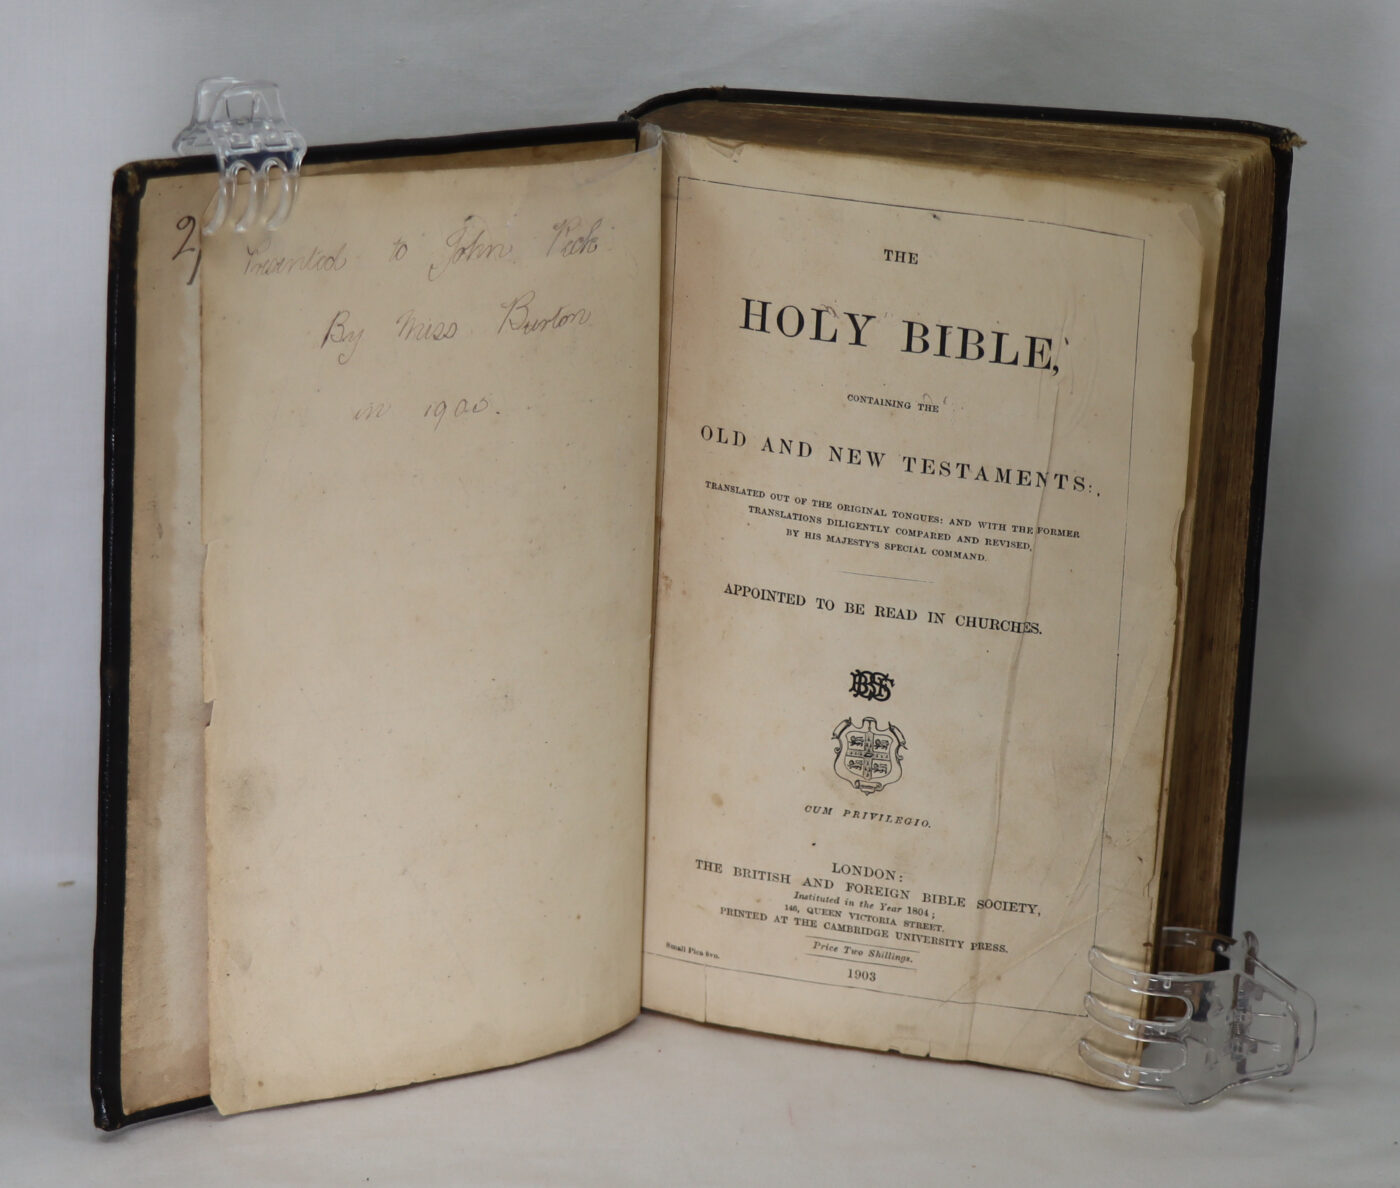 2,
Presented to John Peck
By Miss Burton
in 1905.
THE
HOLY BIBLE,
CONTAINING THE
OLD AND NEW TESTAMENTS:
TRANSLATED OUT OF THE ORIGINAL TONGUES: AND WITH THE FORMER
TRANSLATIONS DILIGENTLY COMPARED AND REVISED,
BY HIS MAJESTY'S SPECIAL COMMAND.
APPOINTED TO BE READ IN CHURCHES.
BFBS
CUM PRIVILEGIO.
LONDON:
THE BRITISH AND FOREIGN BIBLE SOCIETY,
Instituted in the Year 1804;
146, QUEEN VICTORIA STREET.
PRINTED AT THE CAMBRIDGE UNIVERSITY PRESS.
Small Pica 8vo.
Price Two Shillings.
1903